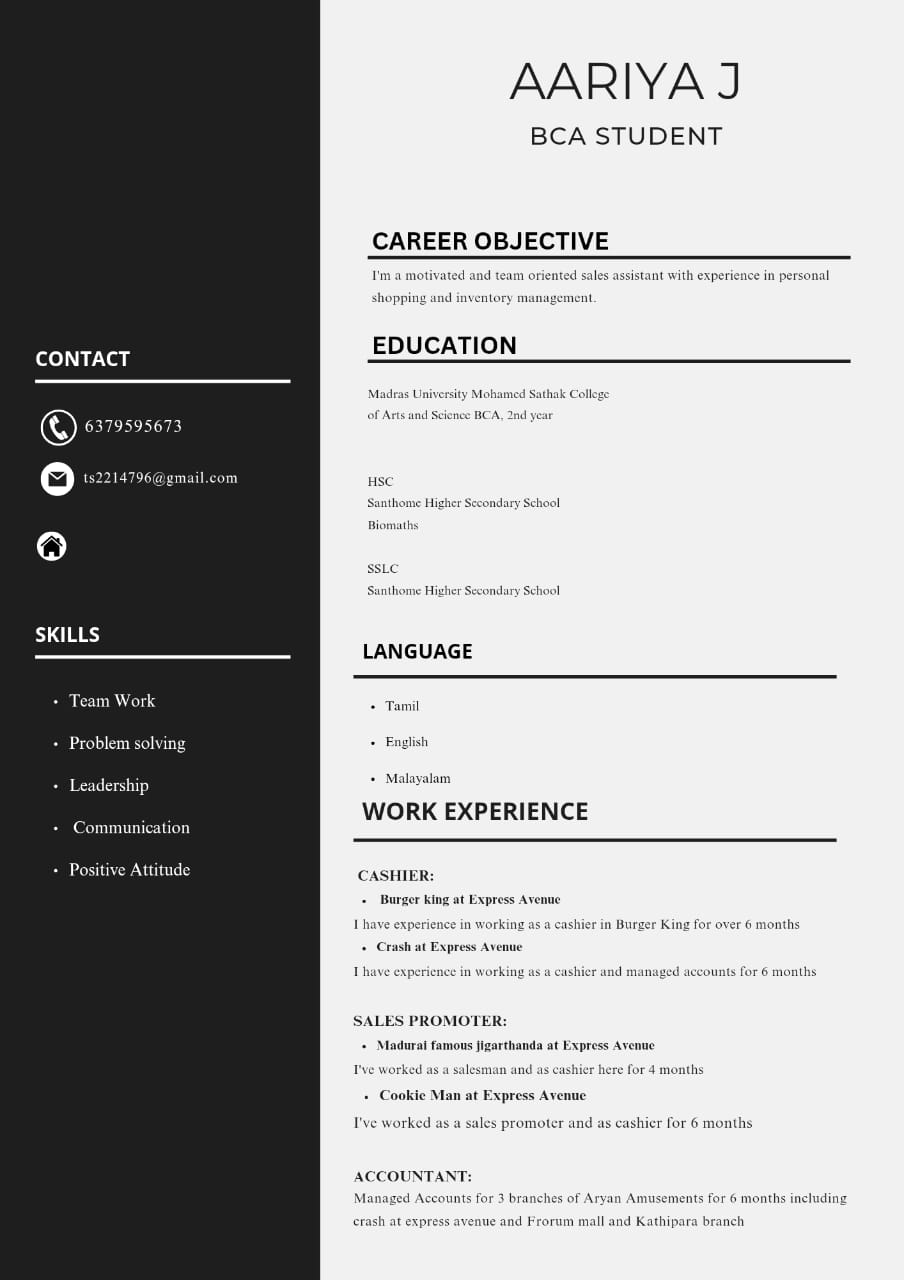 AARIYA J
BCA STUDENT
CONTACT
6379595673
ts2214796@gmail.com
SKILLS
• Team Work
• Problem solving
• Leadership
• Communication
• Positive Attitude
CAREER OBJECTIVE
I'm a motivated and team oriented sales assistant with experience in personal
shopping and inventory management.
EDUCATION
Madras University Mohamed Sathak College
of Arts and Science BCA, 2nd year
HSC
Santhome Higher Secondary School
Biomaths
SSLC
Santhome Higher Secondary School
LANGUAGE
• Tamil
• English
• Malayalam
WORK EXPERIENCE
CASHIER:
• Burger king at Express Avenue
I have experience in working as a cashier in Burger King for over 6 months
• Crash at Express Avenue
I have experience in working as a cashier and managed accounts for 6 months
SALES PROMOTER:
• Madurai famous jigarthanda at Express Avenue
I've worked as a salesman and as cashier here for 4 months
• Cookie Man at Express Avenue
I've worked as a sales promoter and as cashier for 6 months
ACCOUNTANT:
Managed Accounts for 3 branches of Aryan Amusements for 6 months including
crash at express avenue and Frorum mall and Kathipara branch